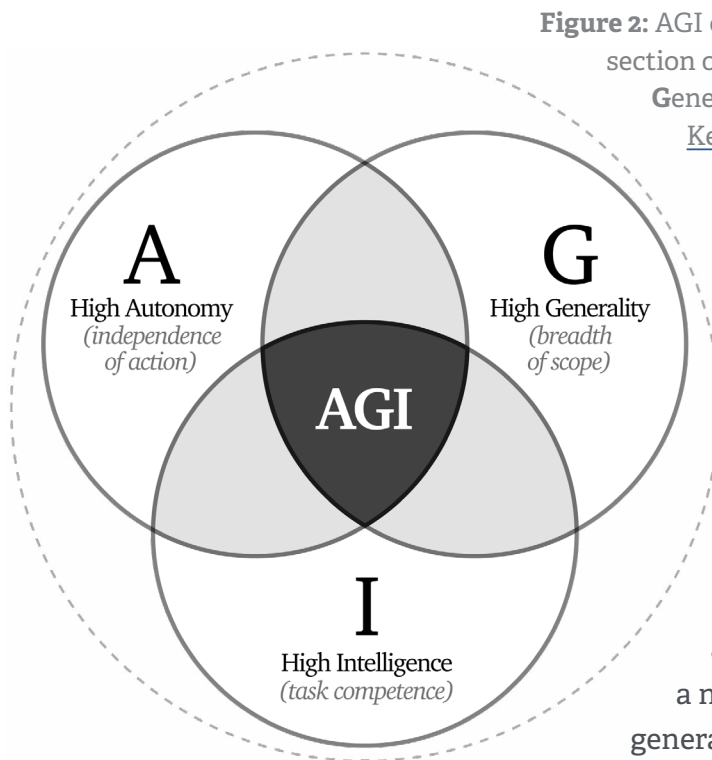 Figure 2: AGI
section
Gene
Ke
A
High Autonomy
(independence
of action)
G
High Generality
(breadth
of scope)
AGI
I
High Intelligence
(task competence)
a
genera